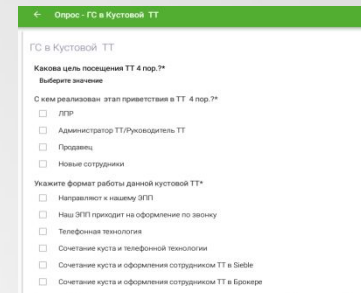 ← Опрос - ГС в Кустовой ТТ
ГС в Кустовой ТТ
Какова цель посещения ТТ 4 пор.?*
Выберите значение
С кем реализован этап приветствия в ТТ 4 пор.?*
ЛПР
Администратор ТТ/Руководитель ТТ
Продавец
Новые сотрудники
Укажите формат работы данной кустовой ТТ*
Направляют к нашему ЭПП
Наш ЭПП приходит на оформление по звонку
Телефонная технология
Сочетание куста и телефонной технологии
Сочетание куста и оформления сотрудником ТТ в Sieble
Сочетание куста и оформления сотрудником ТТ в Брокере